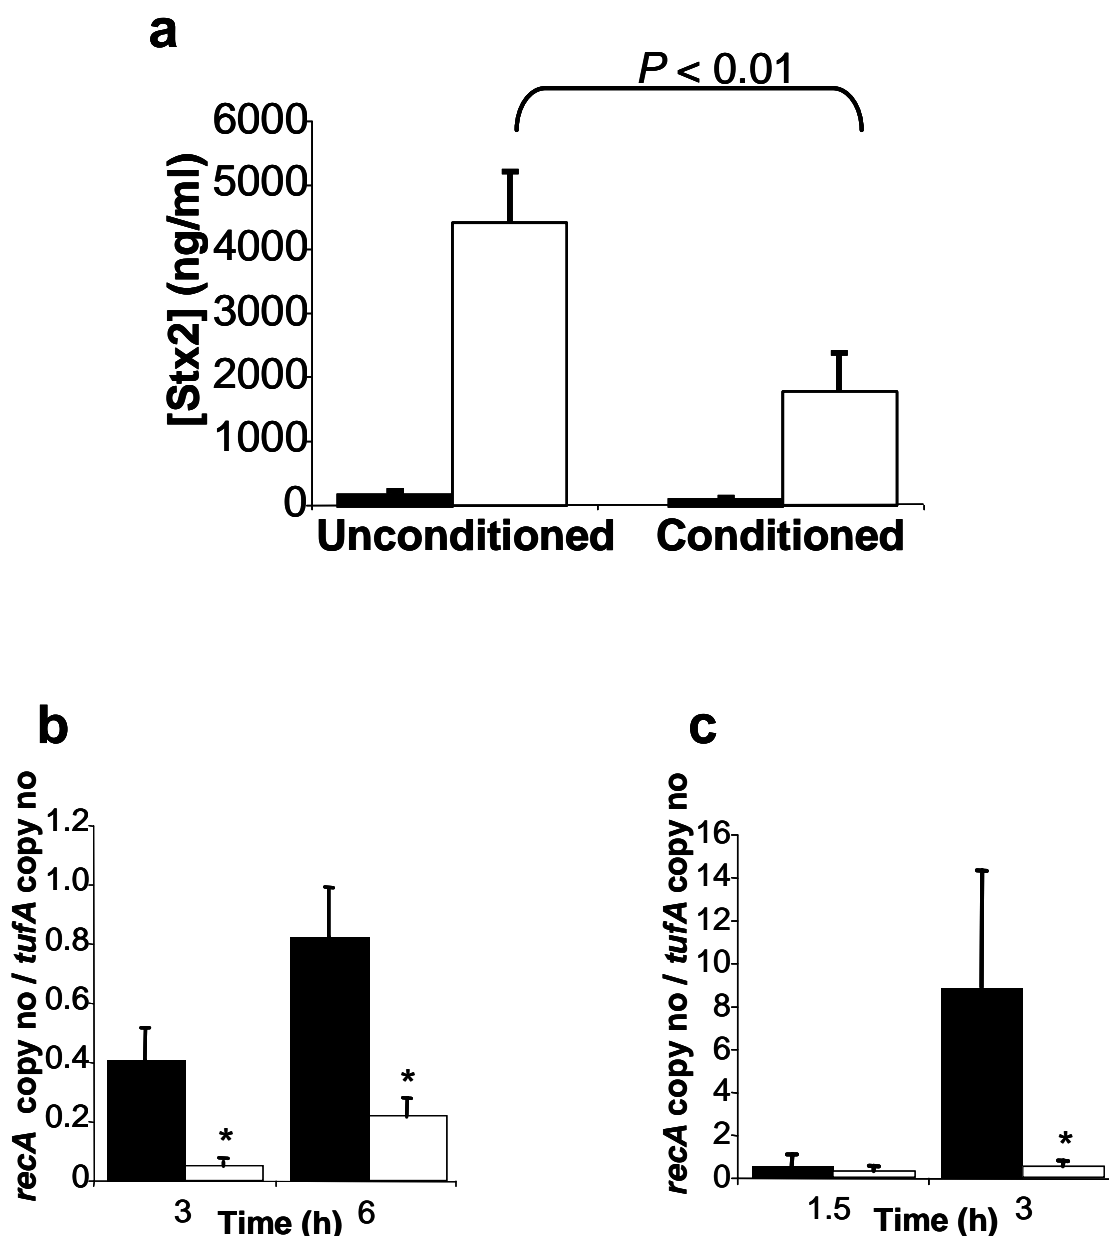 a
P < 0.01
[Stx2] (ng/ml)
6000
5000
4000
3000
2000
1000
0
Unconditioned Conditioned
b
recA copy no / tufA copy no
1.2
1.0
0.8
0.6
0.4
0.2
0
*
*
3 6
Time (h)
c
recA copy no / tufA copy no
16
14
12
10
8
6
4
2
0
*
1.5 3
Time (h)